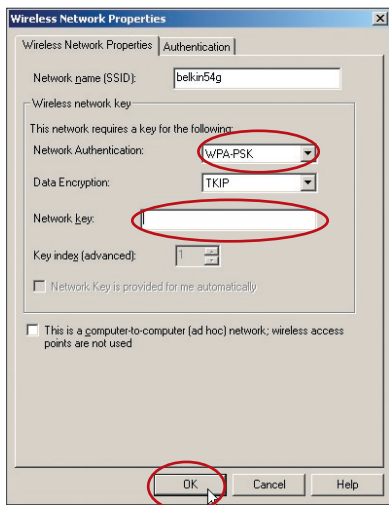 Wireless Network Properties
Wireless Network Properties
Authentication
Network name (SSID):
belkin54g
Wireless network key
This network requires a key for the following:
Network Authentication:
WPA-PSK
Data Encryption:
TKIP
Network key:
Key index (advanced):
1
Network Key is provided for me automatically
This is a computer-to-computer (ad hoc) network; wireless access
points are not used
OK
Cancel
Help